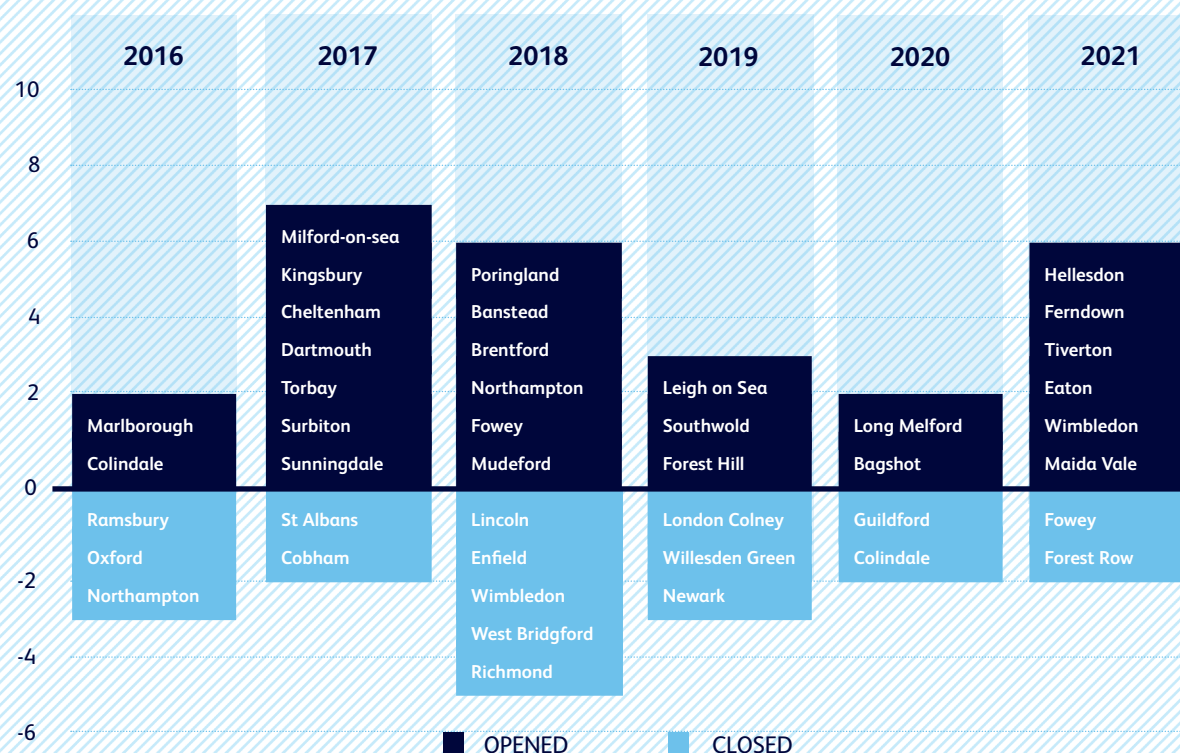 2016
2017
2018
2019
2020
2021
10
8
6
4
2
0
-2
-4
-6
Marlborough
Colindale
Ramsbury
Oxford
Northampton
Milford-on-sea
Kingsbury
Cheltenham
Dartmouth
Torbay
Surbiton
Sunningdale
St Albans
Cobham
Poringland
Banstead
Brentford
Northampton
Fowey
Mudeford
Lincoln
Enfield
Wimbledon
West Bridgford
Richmond
Leigh on Sea
Southwold
Forest Hill
London Colney
Willesden Green
Newark
Long Melford
Bagshot
Guildford
Colindale
Hellesdon
Ferndown
Tiverton
Eaton
Wimbledon
Maida Vale
Fowey
Forest Row
OPENED
CLOSED